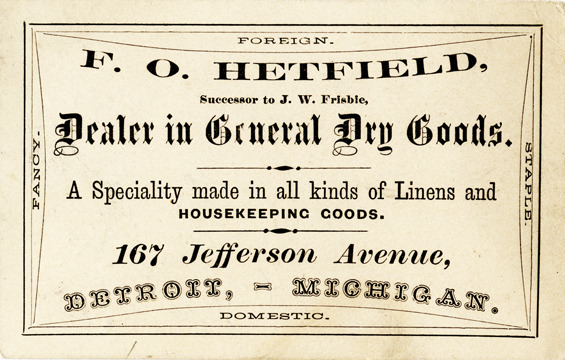 FOREIGN.
F. O. HETFIELD,
Successor to J. W. Frisbie,
Dealer in General Dry Goods.
FANCY.
STAPLE.
A Speciality made in all kinds of Linens and
HOUSEKEEPING GOODS.
167 Jefferson Avenue,
DETROIT, - MICHIGAN.
DOMESTIC.